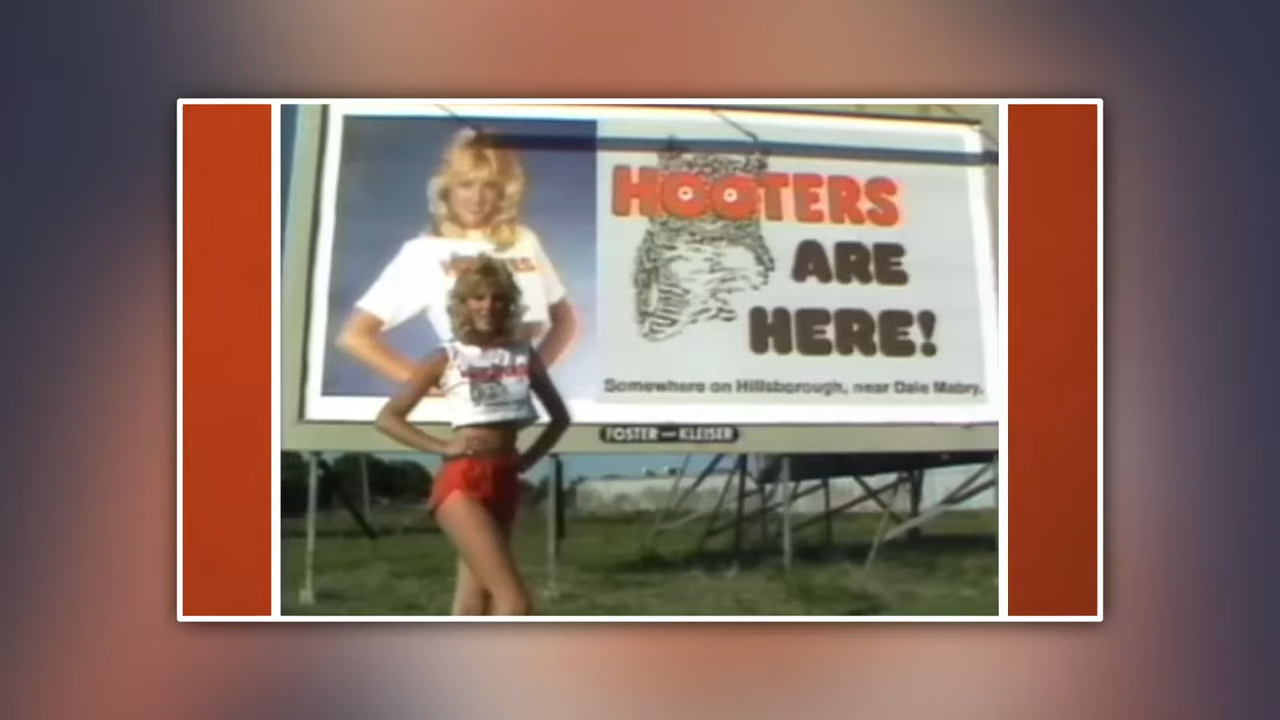 HOOTERS
ARE
HERE!
Somewhere on Hillsborough, near Dale Mabry.
FOSTER AND KLEISER